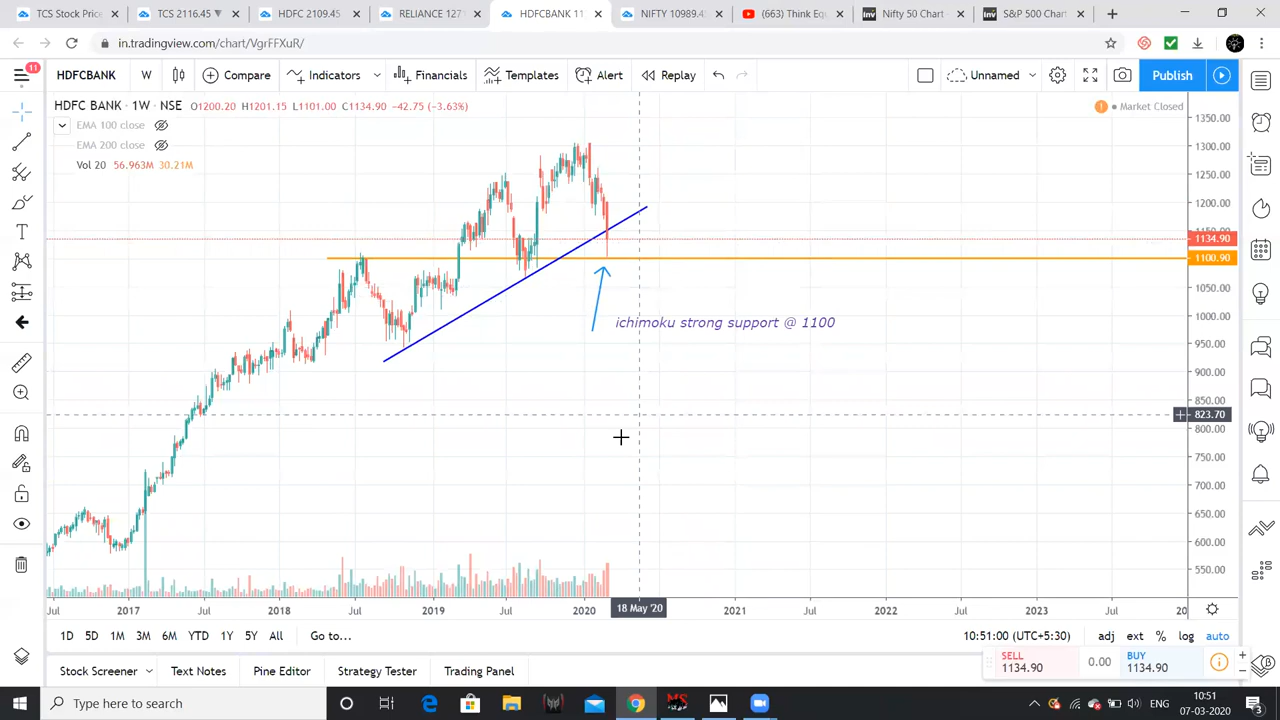 TCS Stock Pric
TCS 2116.45 ▼
HDFC 2109.45
RELIANCE 127
HDFCBANK 11
NIFTY 10989.4
(663) Think Eq
Nifty 50 Chart
S&P 500 Chart
in.tradingview.com/chart/VgrFFXuR/
11
HDFCBANK
W
Compare
Indicators
Financials
Templates
Alert
Replay
Unnamed
Publish
HDFC BANK · 1W · NSE O1200.20 H1201.15 L1101.00 C1134.90 -42.75 (-3.63%)
Market Closed
EMA 100 close
EMA 200 close
Vol 20 56.963M 30.21M
1350.00
1300.00
1250.00
1200.00
1134.90
1100.90
1050.00
1000.00
950.00
900.00
850.00
823.70
800.00
750.00
700.00
650.00
600.00
550.00
ichimoku strong support @ 1100
Jul 2017 Jul 2018 Jul 2019 Jul 2020 18 May '20 2021 Jul 2022 Jul 2023 Jul 20
1D 5D 1M 3M 6M YTD 1Y 5Y All Go to...
10:51:00 (UTC+5:30) adj ext % log auto
Stock Screener
Text Notes
Pine Editor
Strategy Tester
Trading Panel
SELL
1134.90
0.00
BUY
1134.90
Type here to search
ENG
10:51
07-03-2020
3